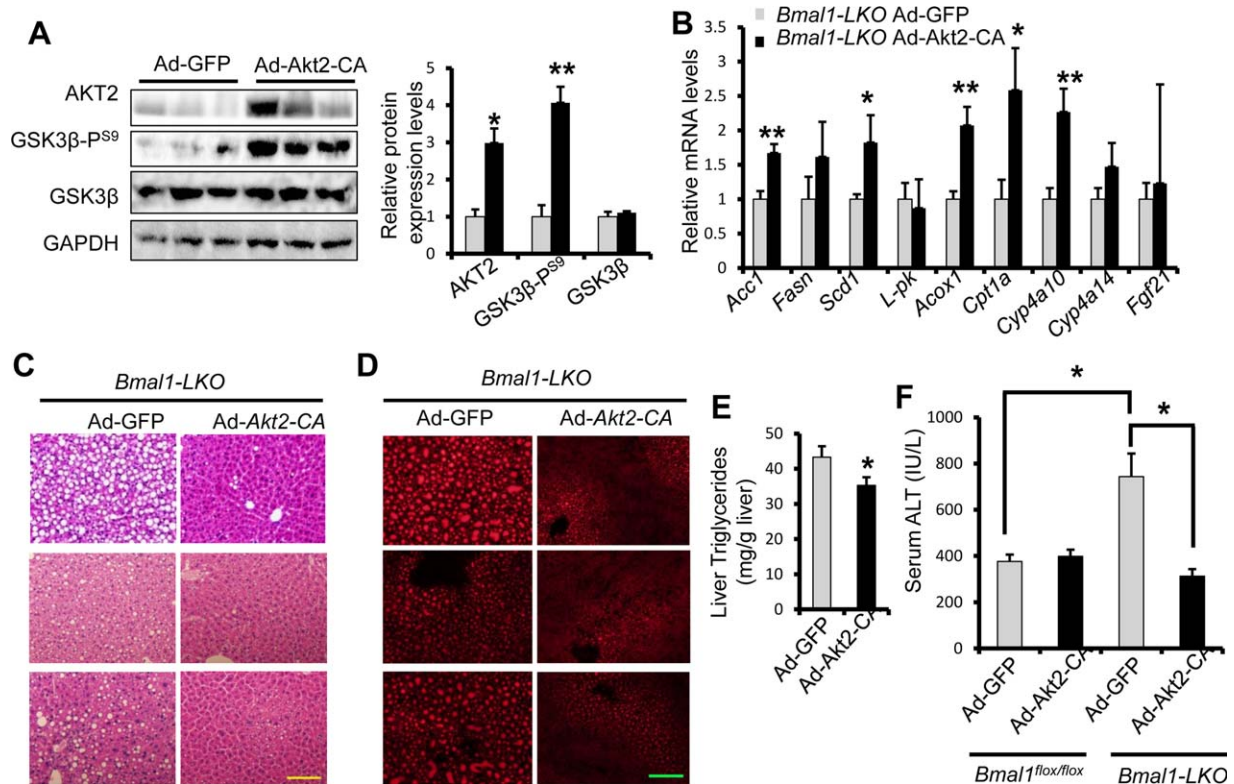 A
Ad-GFP Ad-Akt2-CA
AKT2
GSK3β-P^S9
GSK3β
GAPDH
Relative protein
expression levels
5
4
3
2
1
0
* **
AKT2 GSK3β-P^S9 GSK3β
B
Bmal1-LKO Ad-GFP
Bmal1-LKO Ad-Akt2-CA
Relative mRNA levels
3.5
3
2.5
2
1.5
1
0.5
0
** * ** * **
Acc1 Fasn Scd1 L-pk Acox1 Cpt1a Cyp4a10 Cyp4a14 Fgf21
C
Bmal1-LKO
Ad-GFP Ad-Akt2-CA
D
Bmal1-LKO
Ad-GFP Ad-Akt2-CA
E
Liver Triglycerides
(mg/g liver)
60
50
40
30
20
10
0
*
Ad-GFP Ad-Akt2-CA
F
Serum ALT (IU/L)
1000
800
600
400
200
0
* *
Ad-GFP Ad-Akt2-CA Ad-GFP Ad-Akt2-CA
Bmal1^flox/flox Bmal1-LKO